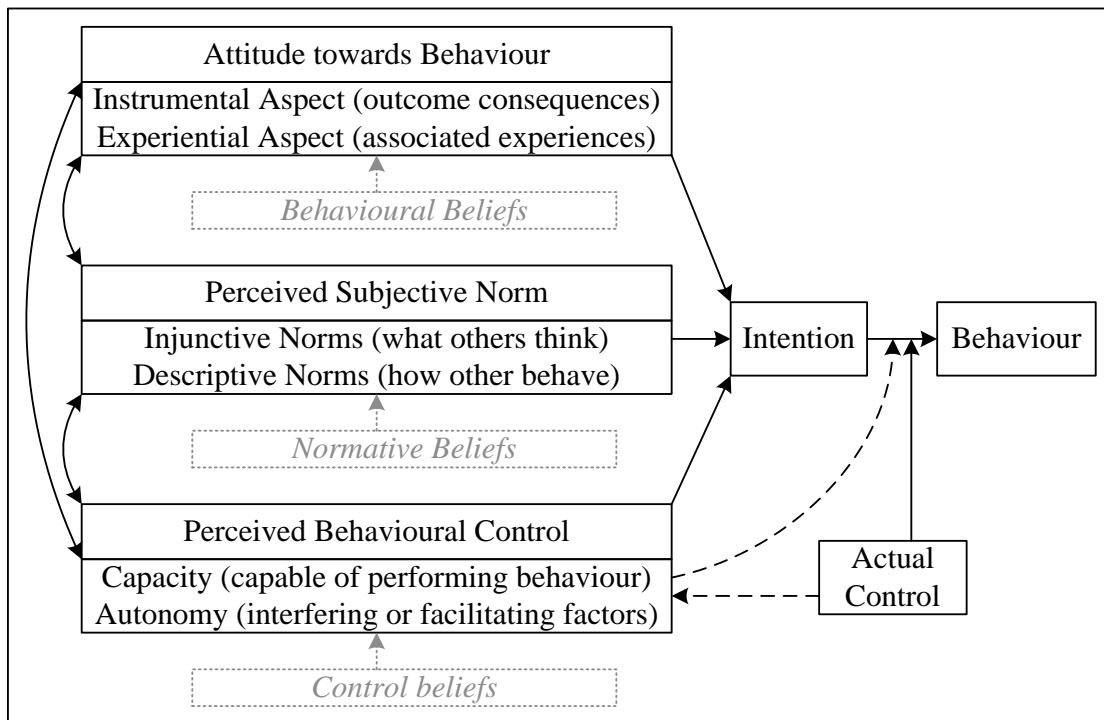 Attitude towards Behaviour
Instrumental Aspect (outcome consequences)
Experiential Aspect (associated experiences)
Behavioural Beliefs
Perceived Subjective Norm
Injunctive Norms (what others think)
Descriptive Norms (how other behave)
Normative Beliefs
Perceived Behavioural Control
Capacity (capable of performing behaviour)
Autonomy (interfering or facilitating factors)
Control beliefs
Intention
Behaviour
Actual
Control